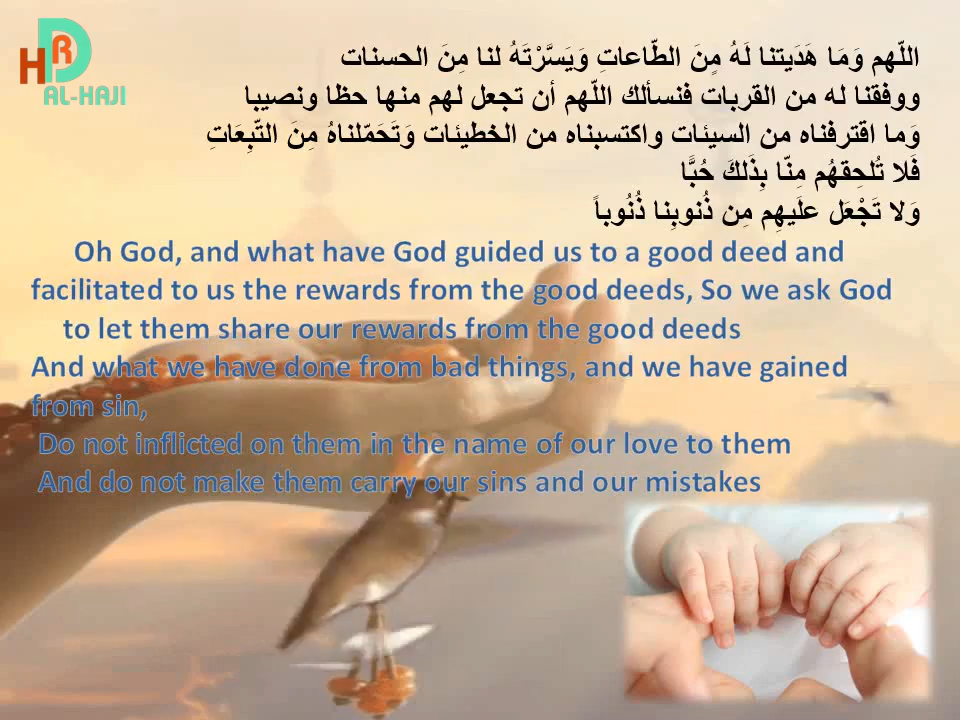 HRD
AL-HAJI
اللّهم وَمَا هَدَيتنا لَهُ مٍنَ الطّاعاتِ وَيَسَّرْتَهُ لنا مِنَ الحسنات
ووفقنا له من القربات فنسألك اللّهم أن تجعل لهم منها حظا ونصيبا
وَما اقترفناه من السيئات واكتسبناه من الخطيئات وَتَحَمّلناهُ مِنَ التّبِعَاتِ
فَلا تُلحِقهُم مِنّا بِذَلكَ حُبًّا
وَلا تَجْعَل علَيهِم مِن ذُنوبِنا ذُنُوباً
Oh God, and what have God guided us to a good deed and
facilitated to us the rewards from the good deeds, So we ask God
to let them share our rewards from the good deeds
And what we have done from bad things, and we have gained
from sin,
Do not inflicted on them in the name of our love to them
And do not make them carry our sins and our mistakes